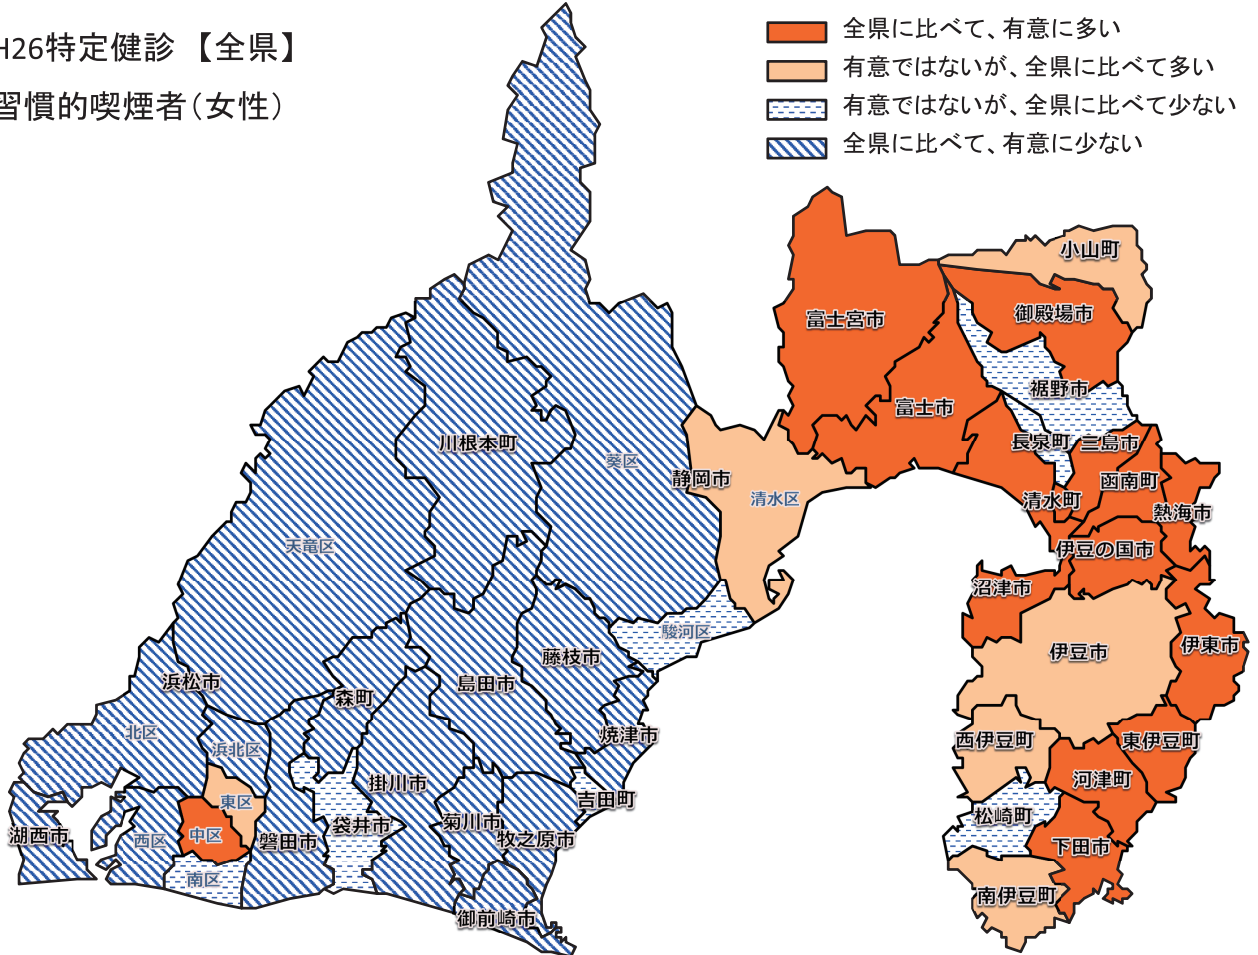 H26特定健診 【全県】
習慣的喫煙者(女性)
全県に比べて、有意に多い
有意ではないが、全県に比べて多い
有意ではないが、全県に比べて少ない
全県に比べて、有意に少ない
小山町
御殿場市
富士宮市
裾野市
富士市
川根本町
長泉町
三島市
葵区
静岡市
函南町
清水区
清水町
熱海市
天竜区
伊豆の国市
沼津市
駿河区
伊東市
伊豆市
藤枝市
浜松市
島田市
森町
北区
焼津市
西伊豆町
東伊豆町
浜北区
掛川市
河津町
吉田町
東区
松崎町
湖西市
西区
中区
磐田市
袋井市
菊川市
牧之原市
下田市
南区
南伊豆町
御前崎市